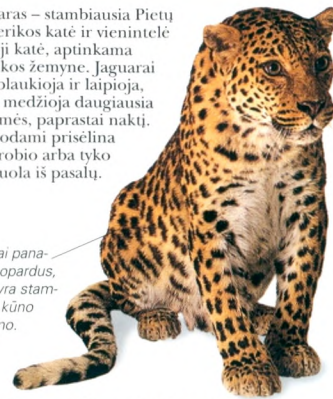 aras – stambiausia Pietų
erikos katė ir vienintelė
ji katė, aptinkama
kos žemyne. Jaguarai
plaukioja ir laipioja,
medžioja daugiausia
mės, paprastai naktį.
odami prisėlina
robio arba tyko
uola iš pasalų.
ai pana-
opardus,
yra stam-
kūno
no.